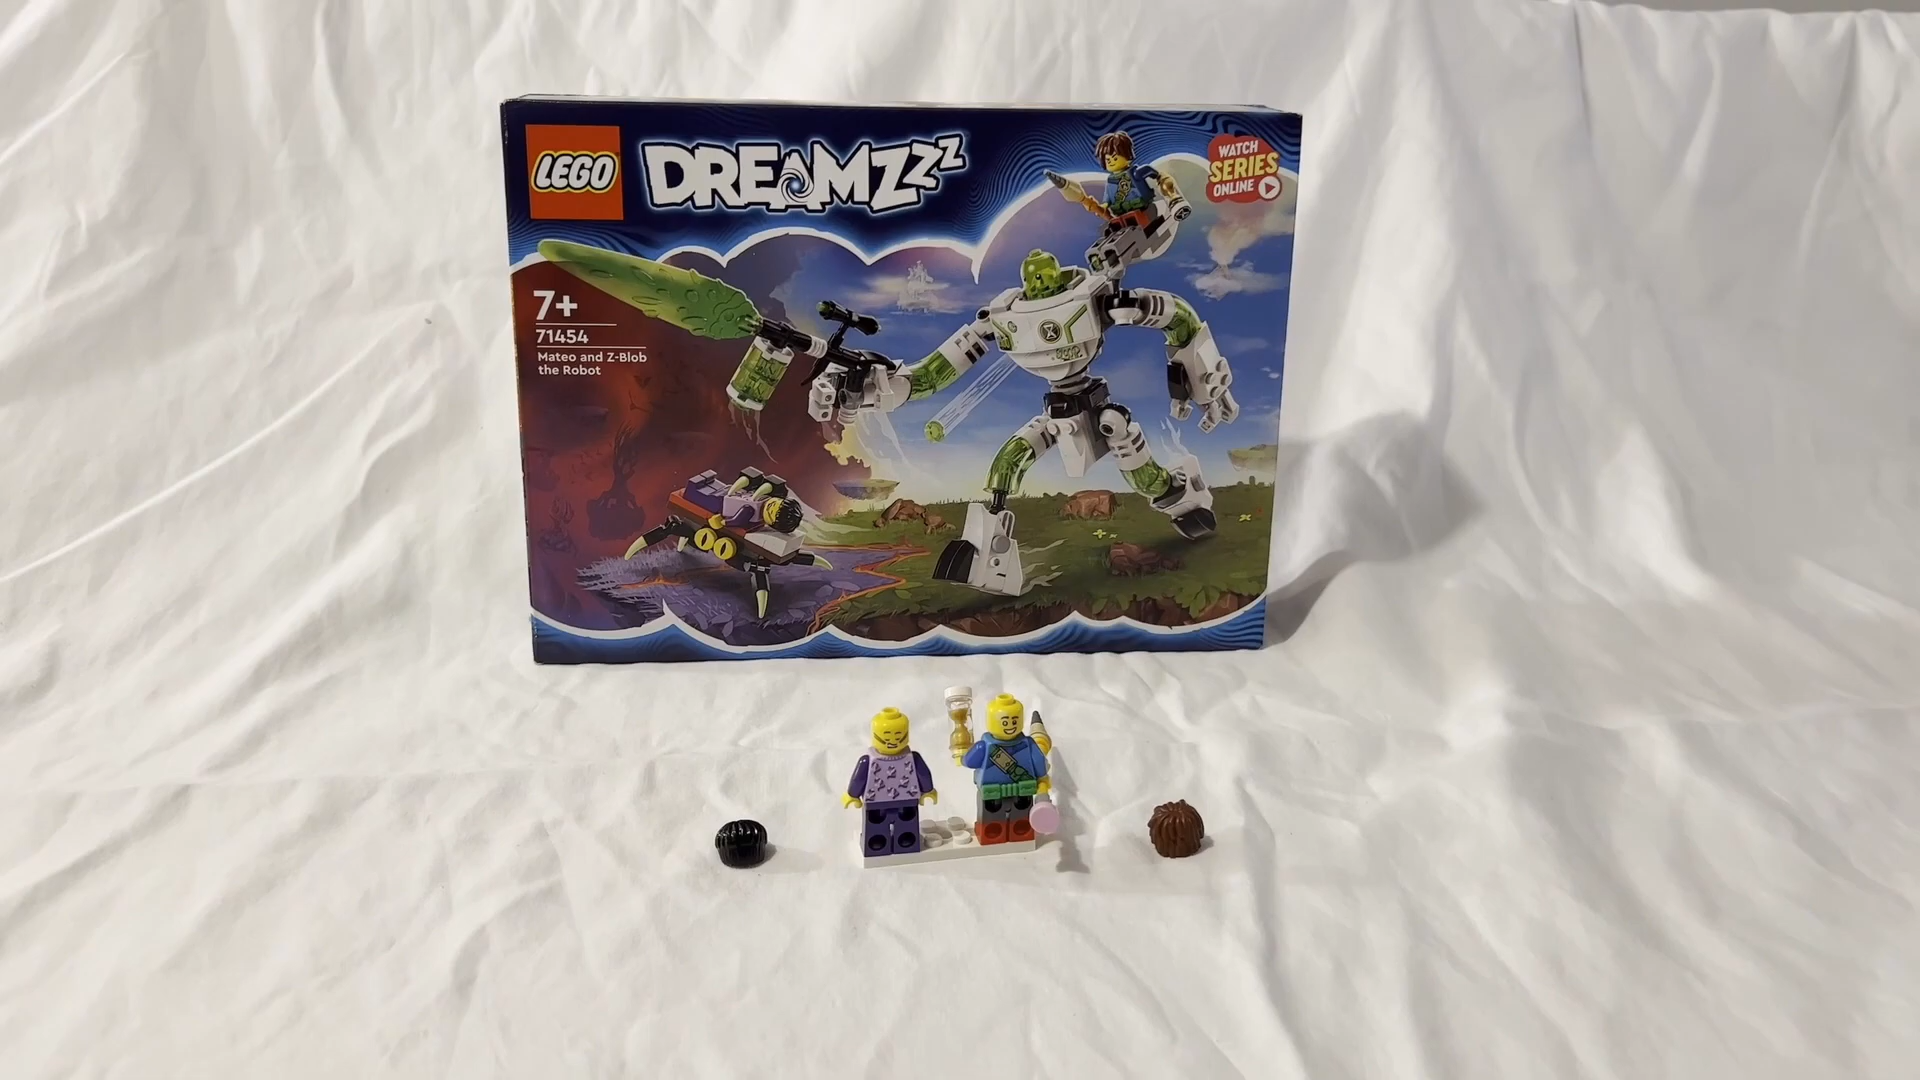 LEGO
DREAMZzz
WATCH
SERIES
ONLINE
7+
71454
Mateo and Z-Blob
the Robot